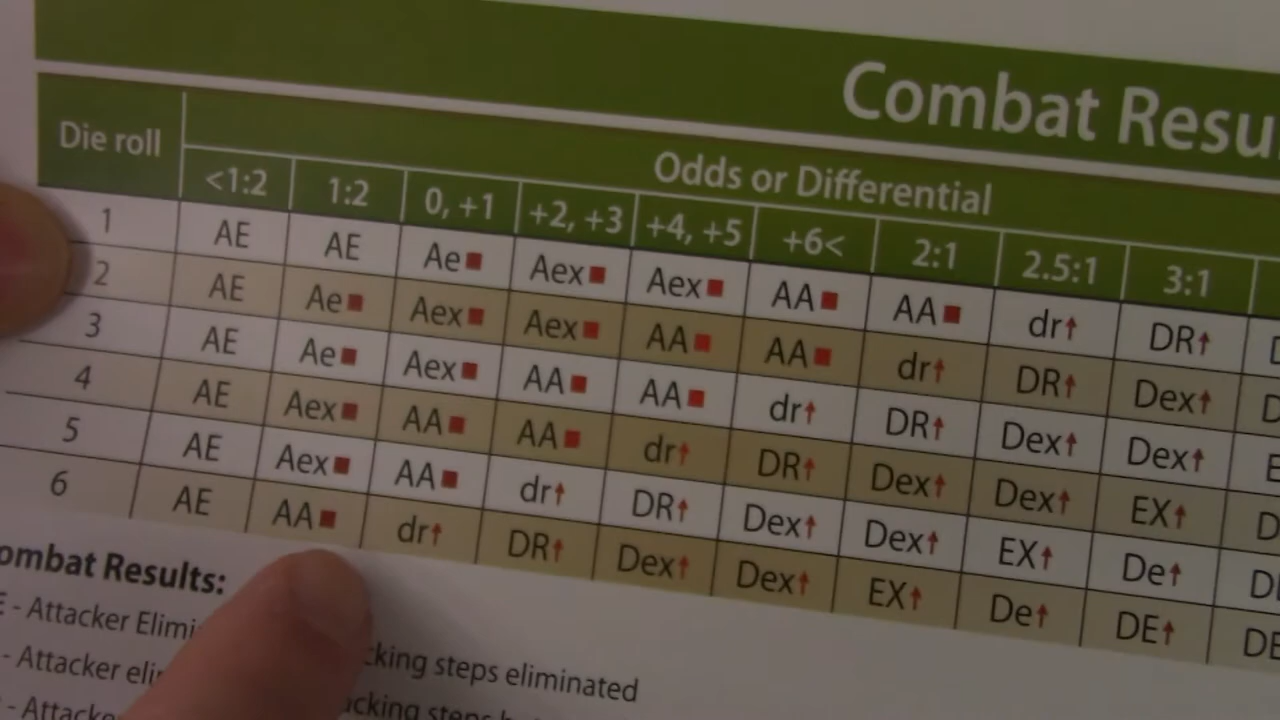 Combat Resu
Die roll
Odds or Differential
<1:2 1:2 0, +1 +2, +3 +4, +5 +6< 2:1 2.5:1 3:1
1 AE AE Ae■ Aex■ Aex■ AA■ AA■ dr↑ DR↑
2 AE Ae■ Aex■ Aex■ AA■ AA■ dr↑ DR↑ Dex↑
3 AE Ae■ Aex■ AA■ AA■ dr↑ DR↑ Dex↑ Dex↑
4 AE Aex■ AA■ AA■ dr↑ DR↑ Dex↑ Dex↑ EX↑
5 AE Aex■ AA■ dr↑ DR↑ Dex↑ Dex↑ EX↑ De↑
6 AE AA■ dr↑ DR↑ Dex↑ Dex↑ EX↑ De↑ DE↑ DE
ombat Results:
E - Attacker Elimi cking steps eliminated
- Attacker eli acking steps
- Attacke